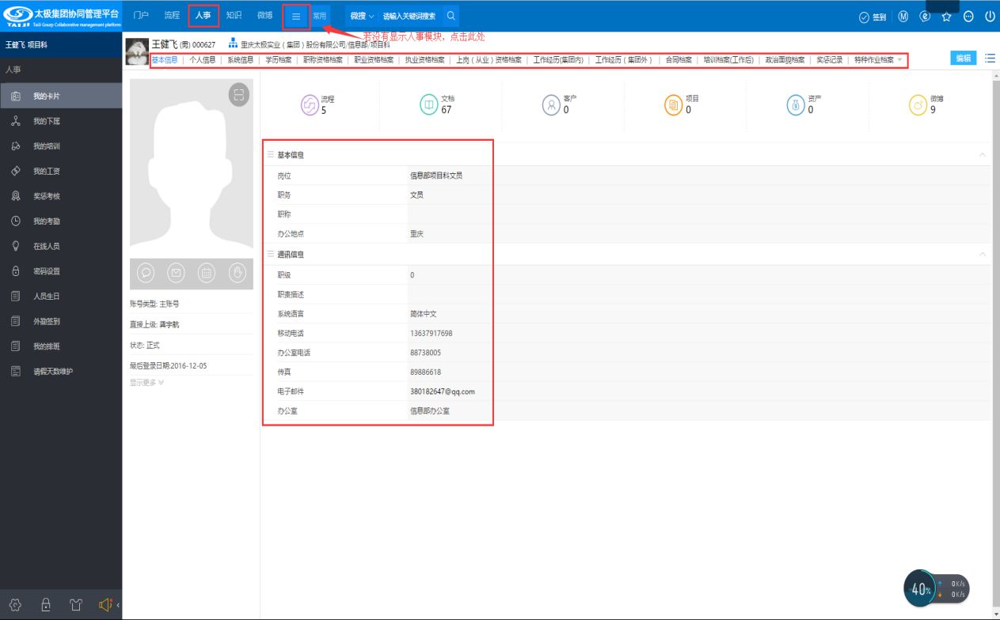 太极集团协同管理平台
TAIJI Taiji Gourp Collaborative management platform
门户 流程 人事 知识 微博 常用 微搜 请输入关键词搜索 签到
若没有显示人事模块，点击此处
王健飞 项目科
王健飞 (男) 000627 重庆太极实业（集团）股份有限公司/信息部/项目科
基本信息 | 个人信息 | 系统信息 | 学历档案 | 职称资格档案 | 职业资格档案 | 执业资格档案 | 上岗（从业）资格档案 | 工作经历(集团内) | 工作经历（集团外） | 合同档案 | 培训档案(工作后) | 政治面貌档案 | 奖惩记录 | 特种作业档案
编辑
人事
我的卡片
我的下属
我的培训
我的工资
奖惩考核
我的考勤
在线人员
密码设置
人员生日
外勤签到
我的排班
请假天数维护
账号类型: 主账号
直接上级: 龚宇航
状态: 正式
最后登录日期:2016-12-05
显示更多
流程 5
文档 67
客户 0
项目 0
资产 0
微博 9
基本信息
岗位 信息部项目科文员
职务 文员
职称
办公地点 重庆
通讯信息
职级 0
职责描述
系统语言 简体中文
移动电话 13637917698
办公室电话 88738005
传真 89886618
电子邮件 380182647@qq.com
办公室 信息部办公室
40%
0K/s
0K/s